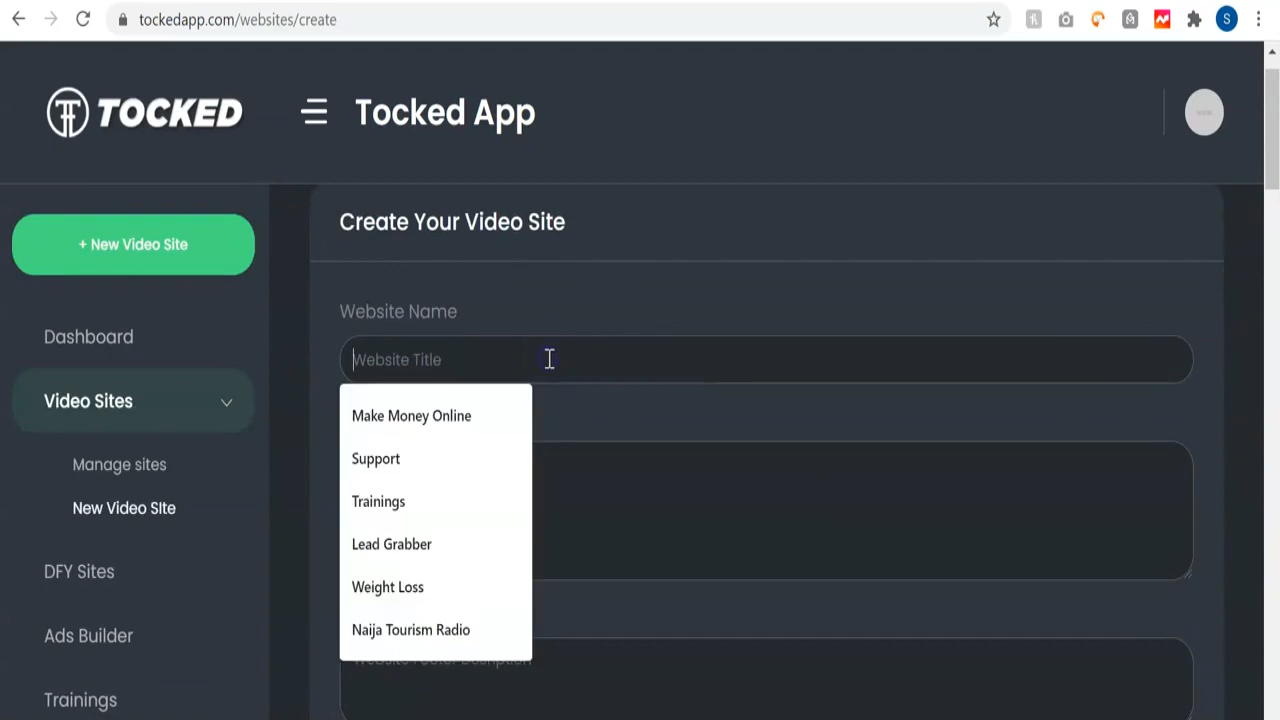 tockedapp.com/websites/create
S
TOCKED
Tocked App
+ New Video Site
Create Your Video Site
Website Name
Website Title
Dashboard
Video Sites
Manage sites
New Video SIte
DFY Sites
Ads Builder
Trainings
Make Money Online
Support
Trainings
Lead Grabber
Weight Loss
Naija Tourism Radio